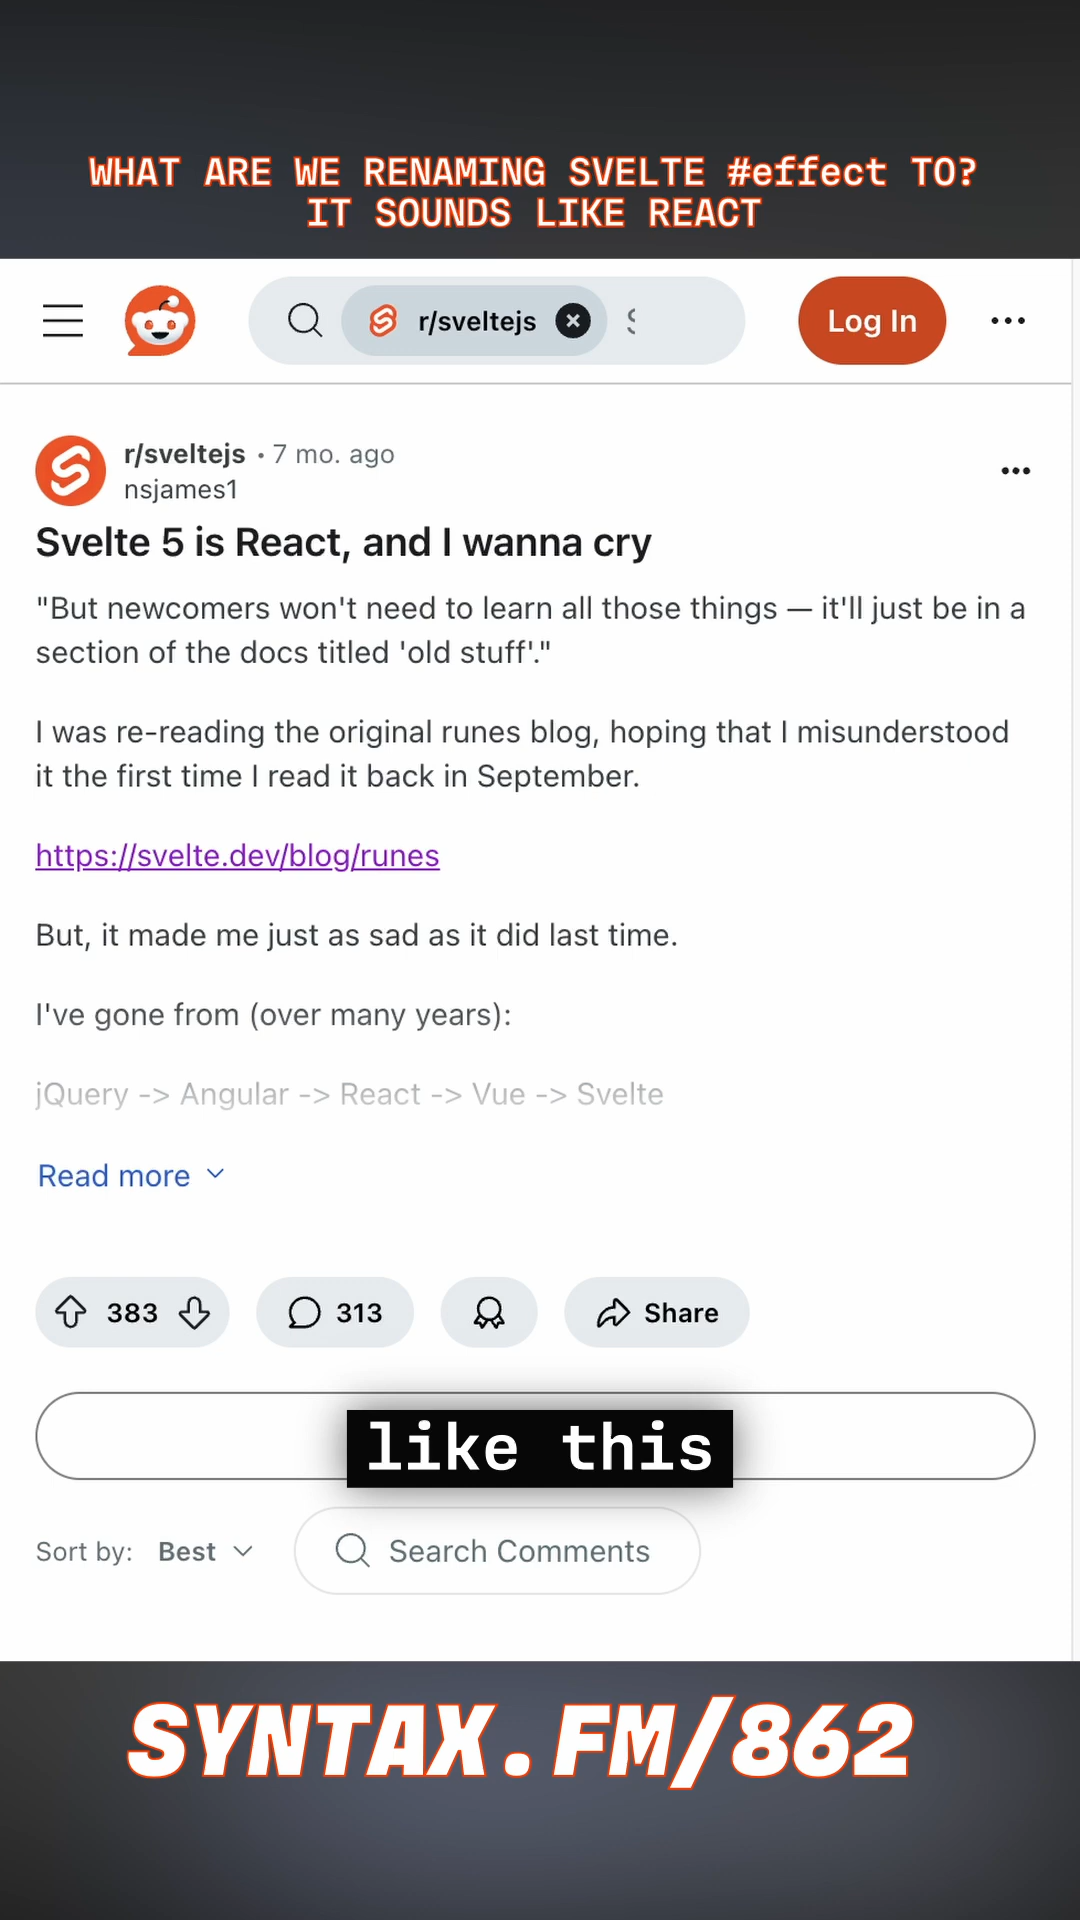 WHAT ARE WE RENAMING SVELTE #effect TO?
IT SOUNDS LIKE REACT
r/sveltejs
Log In
r/sveltejs • 7 mo. ago
nsjames1
Svelte 5 is React, and I wanna cry
"But newcomers won't need to learn all those things — it'll just be in a
section of the docs titled 'old stuff'."
I was re-reading the original runes blog, hoping that I misunderstood
it the first time I read it back in September.
https://svelte.dev/blog/runes
But, it made me just as sad as it did last time.
I've gone from (over many years):
jQuery -> Angular -> React -> Vue -> Svelte
Read more
383 313 Share
like this
Sort by: Best Search Comments
SYNTAX.FM/862